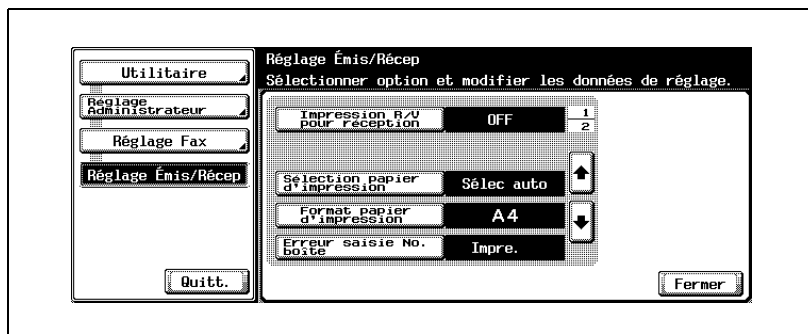 Utilitaire
Réglage
Administrateur
Réglage Fax
Réglage Émis/Récep
Quitt.
Réglage Émis/Récep
Sélectionner option et modifier les données de réglage.
Impression R/V
pour réception
OFF
1
2
Sélection papier
d'impression
Sélec auto
Format papier
d'impression
A4
Erreur saisie No.
boîte
Impre.
Fermer